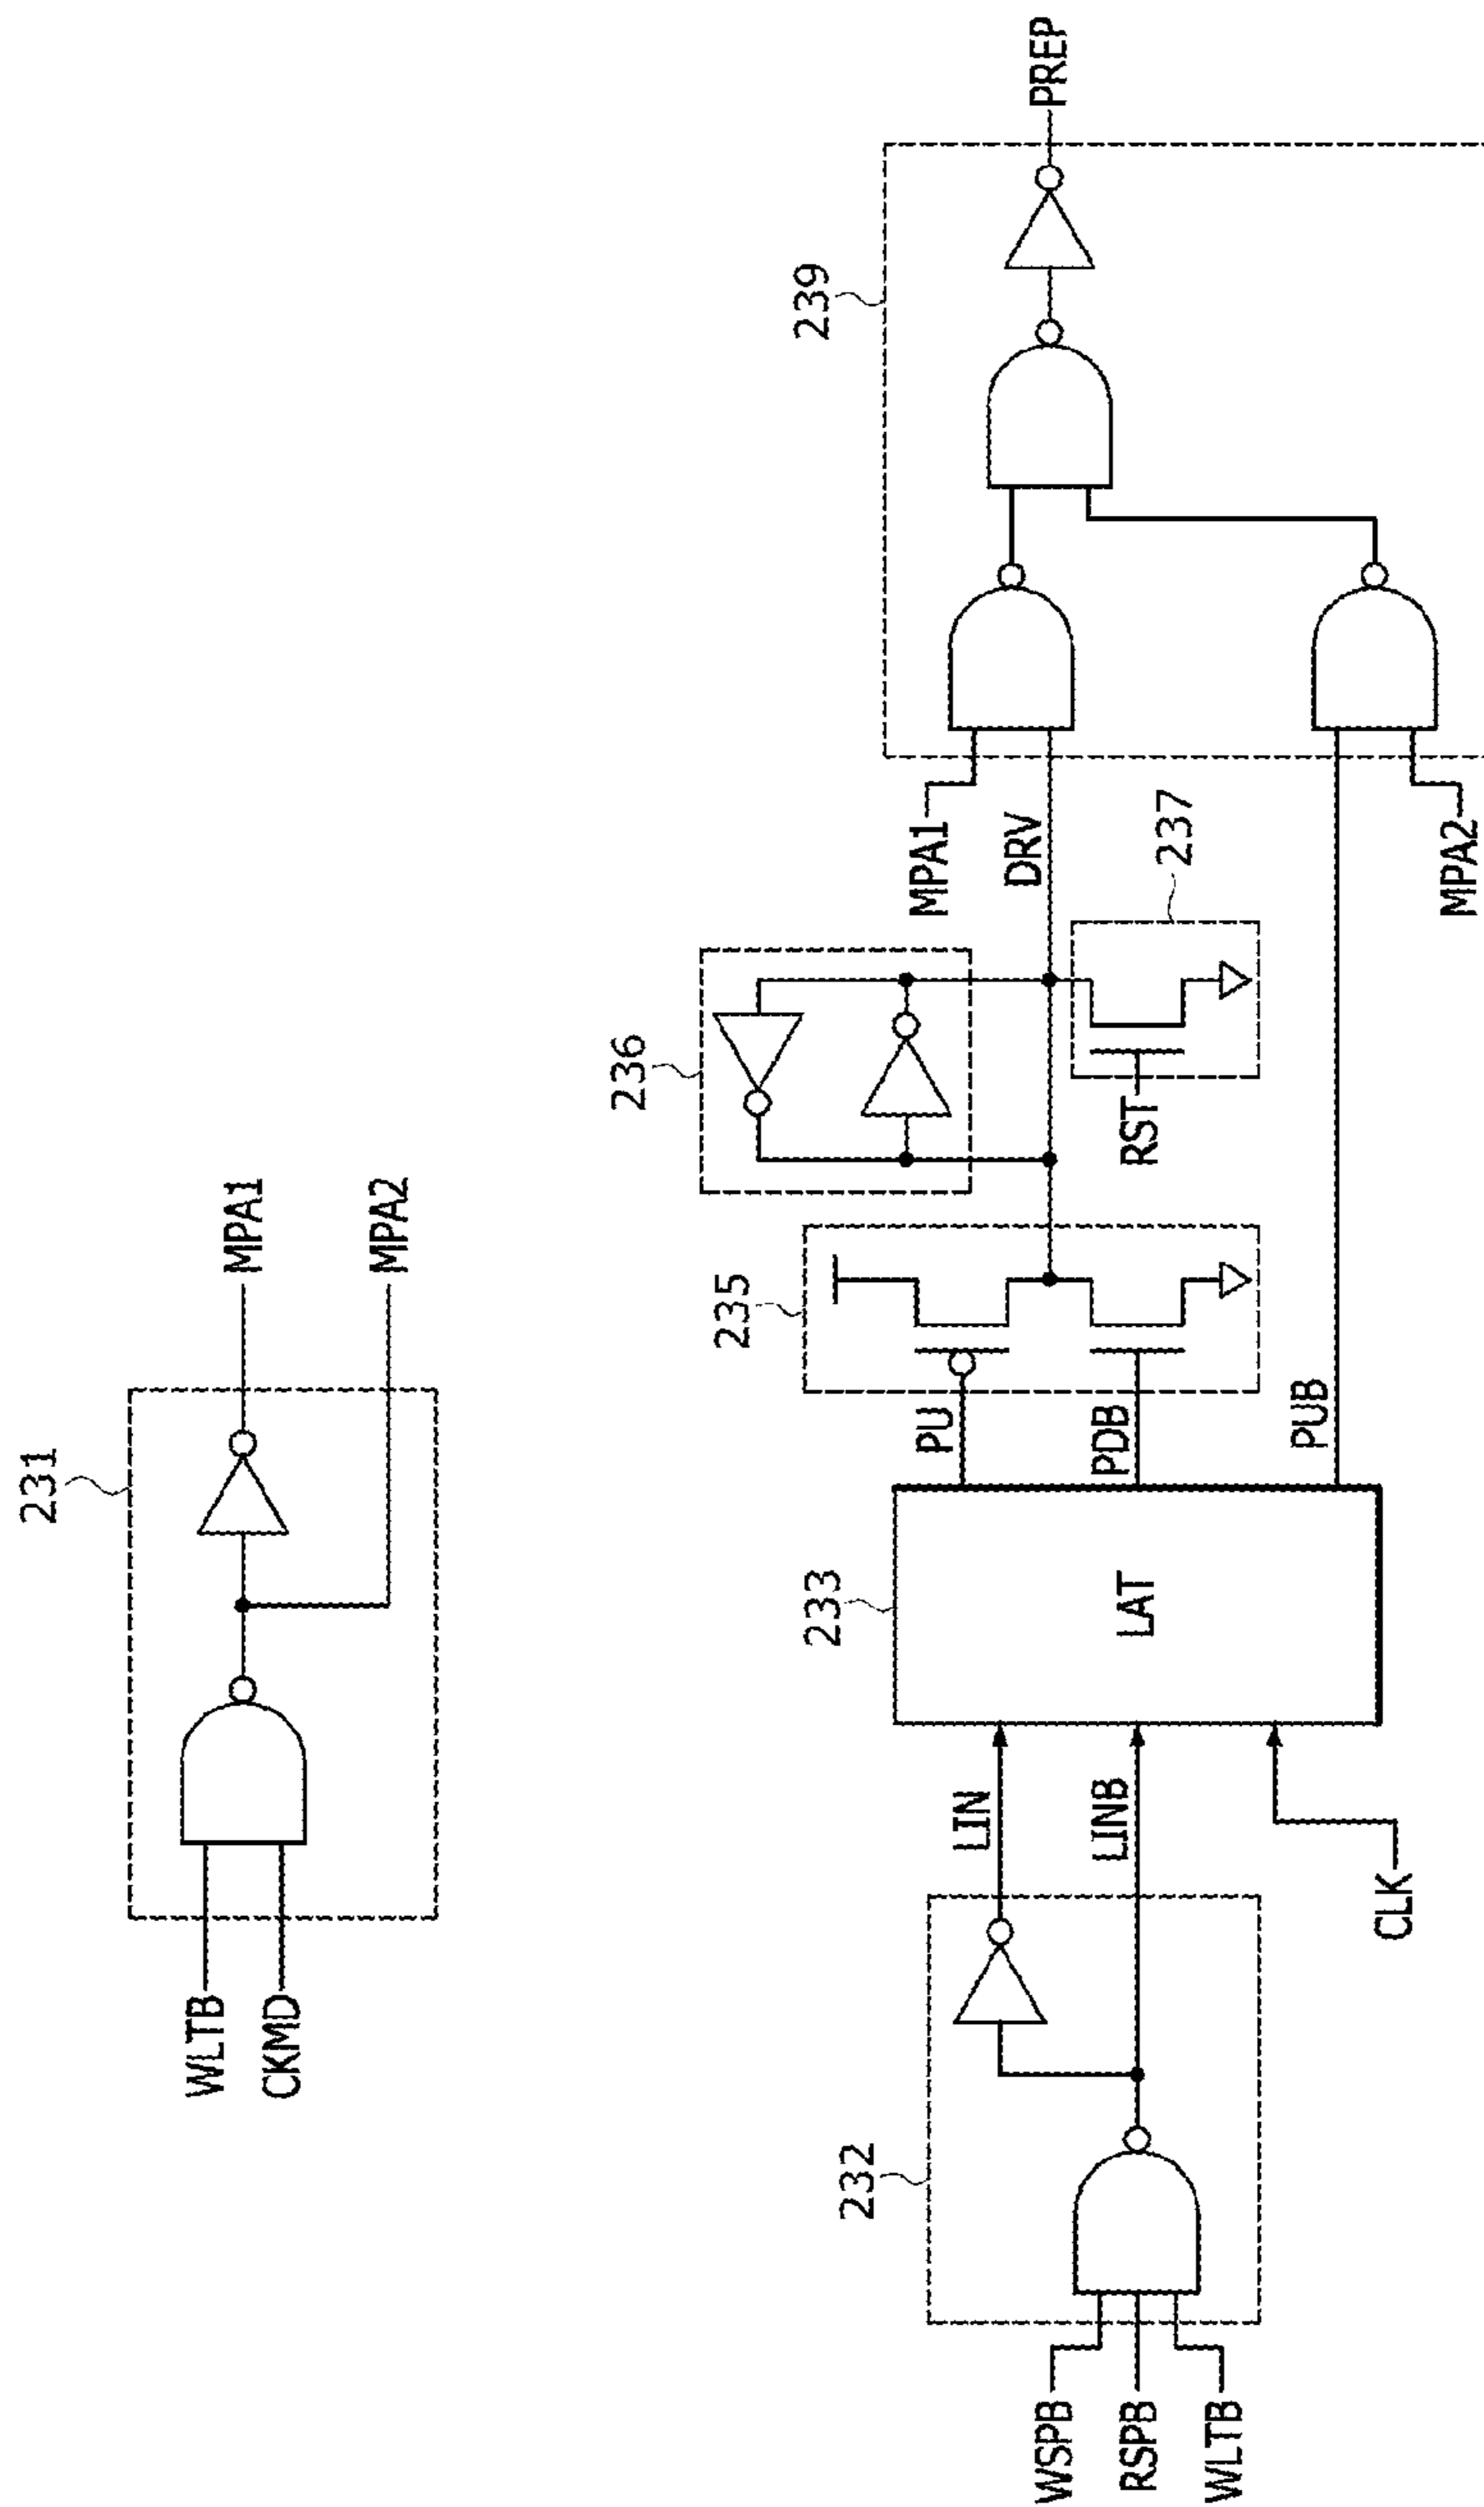 231
WLTB
CKMD
MPA1
MPA2
232
WSPB
RSPB
WLTB
LIN
LINB
CLK
233
LAT
PU
PDB
PUB
235
236
RST
237
MPA1
DRV
MPA2
239
PREP